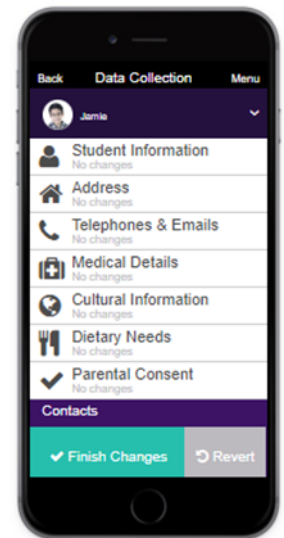 Back Data Collection Menu
Jamie
Student Information
No changes
Address
No changes
Telephones & Emails
No changes
Medical Details
No changes
Cultural Information
No changes
Dietary Needs
No changes
Parental Consent
No changes
Contacts
Finish Changes Revert